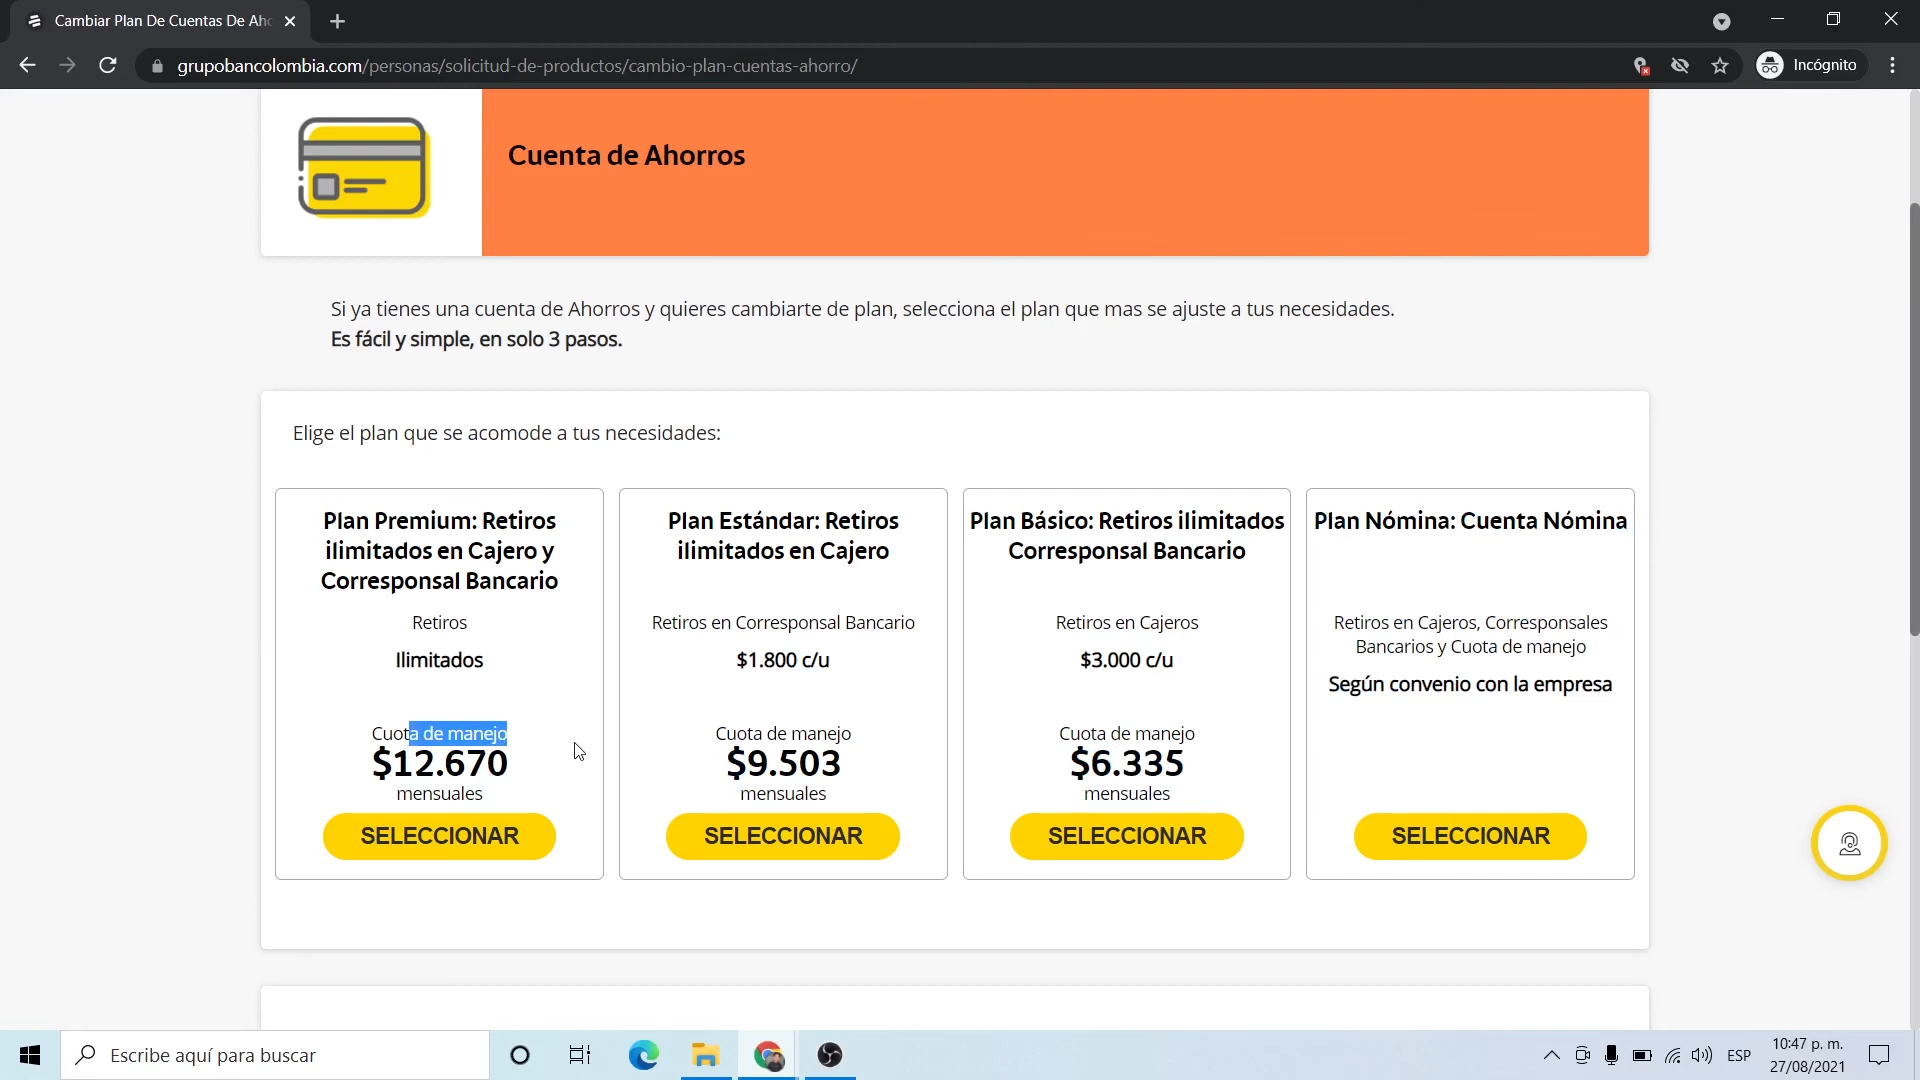 Cambiar Plan De Cuentas De Aho
grupobancolombia.com/personas/solicitud-de-productos/cambio-plan-cuentas-ahorro/
Incógnito
Cuenta de Ahorros
Si ya tienes una cuenta de Ahorros y quieres cambiarte de plan, selecciona el plan que mas se ajuste a tus necesidades.
Es fácil y simple, en solo 3 pasos.
Elige el plan que se acomode a tus necesidades:
Plan Premium: Retiros
ilimitados en Cajero y
Corresponsal Bancario
Retiros
Ilimitados
Cuota de manejo
$12.670
mensuales
SELECCIONAR
Plan Estándar: Retiros
ilimitados en Cajero
Retiros en Corresponsal Bancario
$1.800 c/u
Cuota de manejo
$9.503
mensuales
SELECCIONAR
Plan Básico: Retiros ilimitados
Corresponsal Bancario
Retiros en Cajeros
$3.000 c/u
Cuota de manejo
$6.335
mensuales
SELECCIONAR
Plan Nómina: Cuenta Nómina
Retiros en Cajeros, Corresponsales
Bancarios y Cuota de manejo
Según convenio con la empresa
SELECCIONAR
Escribe aquí para buscar
ESP
10:47 p. m.
27/08/2021